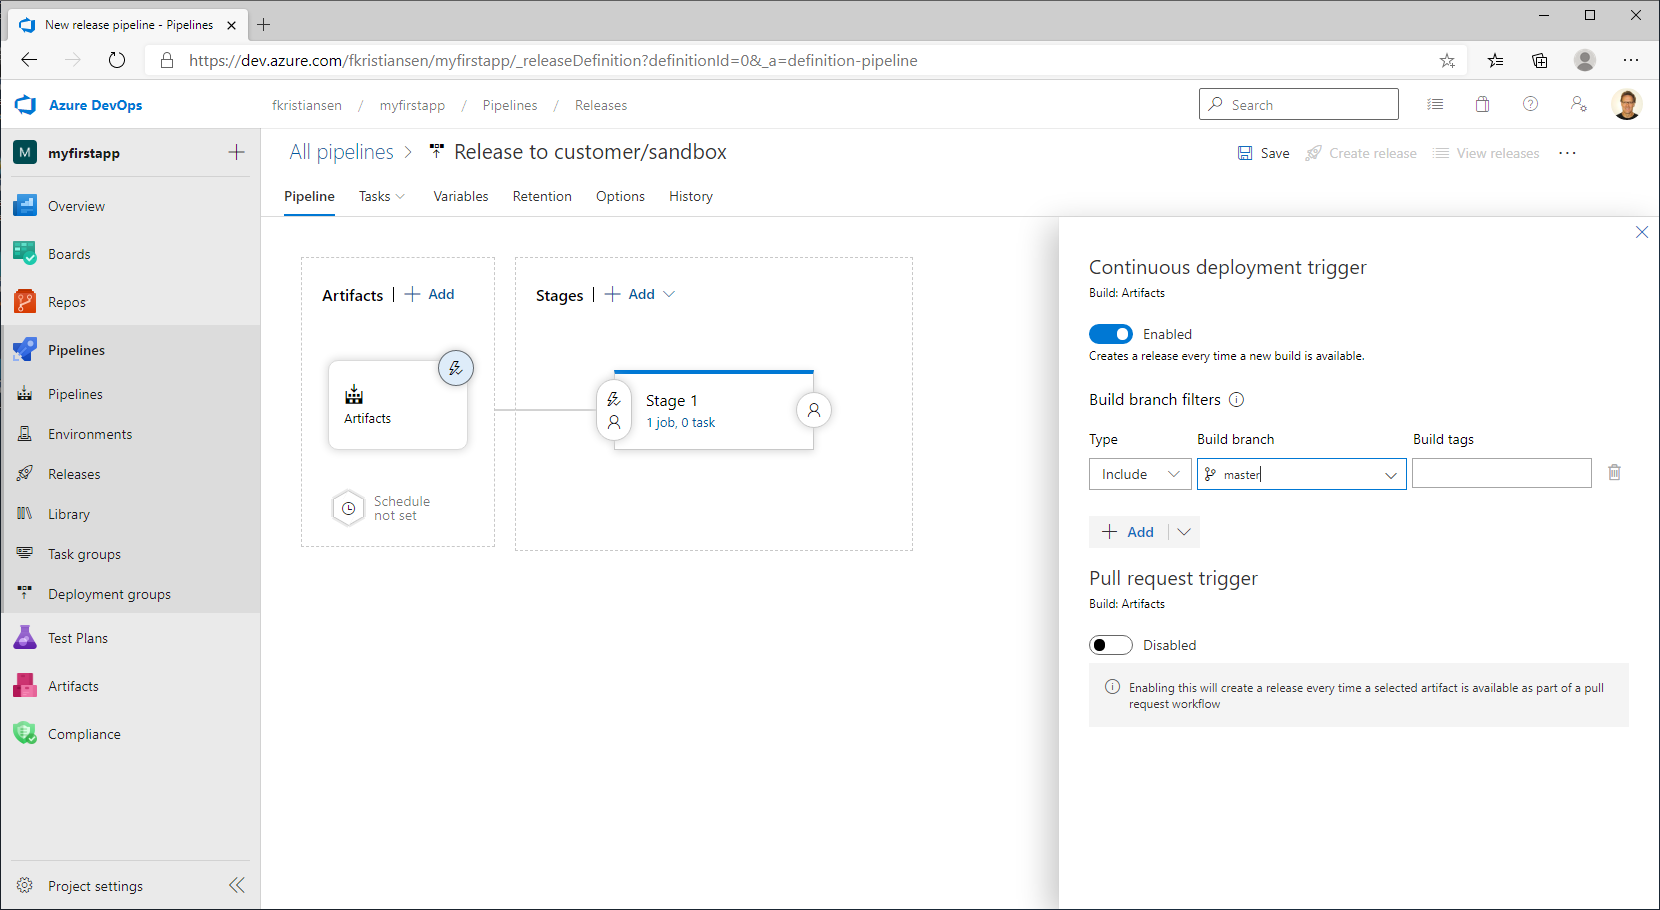 New release pipeline - Pipelines
https://dev.azure.com/fkristiansen/myfirstapp/_releaseDefinition?definitionId=0&_a=definition-pipeline
Azure DevOps
fkristiansen / myfirstapp / Pipelines / Releases
Search
M myfirstapp
Overview
Boards
Repos
Pipelines
Pipelines
Environments
Releases
Library
Task groups
Deployment groups
Test Plans
Artifacts
Compliance
Project settings
All pipelines > Release to customer/sandbox
Save Create release View releases
Pipeline Tasks Variables Retention Options History
Artifacts | + Add
Artifacts
Schedule
not set
Stages | + Add
Stage 1
1 job, 0 task
Continuous deployment trigger
Build: Artifacts
Enabled
Creates a release every time a new build is available.
Build branch filters
Type Build branch Build tags
Include master
+ Add
Pull request trigger
Build: Artifacts
Disabled
Enabling this will create a release every time a selected artifact is available as part of a pull
request workflow